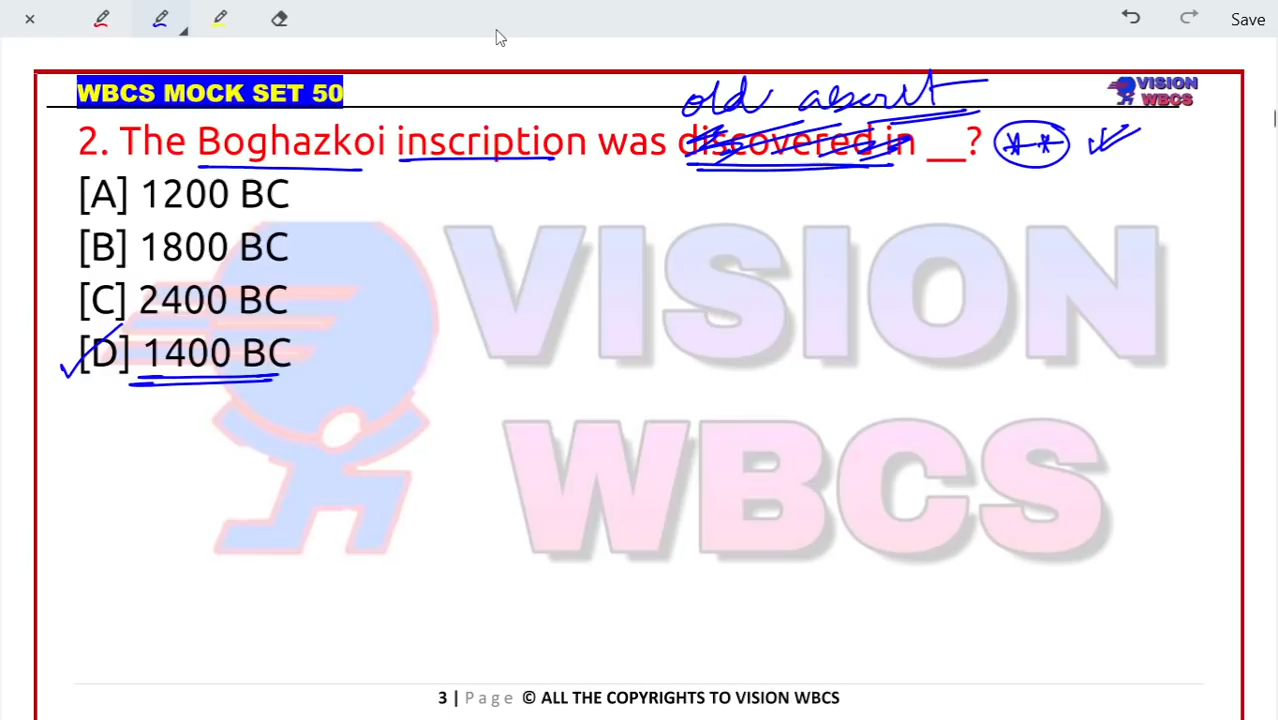 Save
WBCS MOCK SET 50
VISION
WBCS
old
2. The Boghazkoi inscription was discovered in __?
[A] 1200 BC
[B] 1800 BC
[C] 2400 BC
[D] 1400 BC
VISION
WBCS
3 | Page © ALL THE COPYRIGHTS TO VISION WBCS